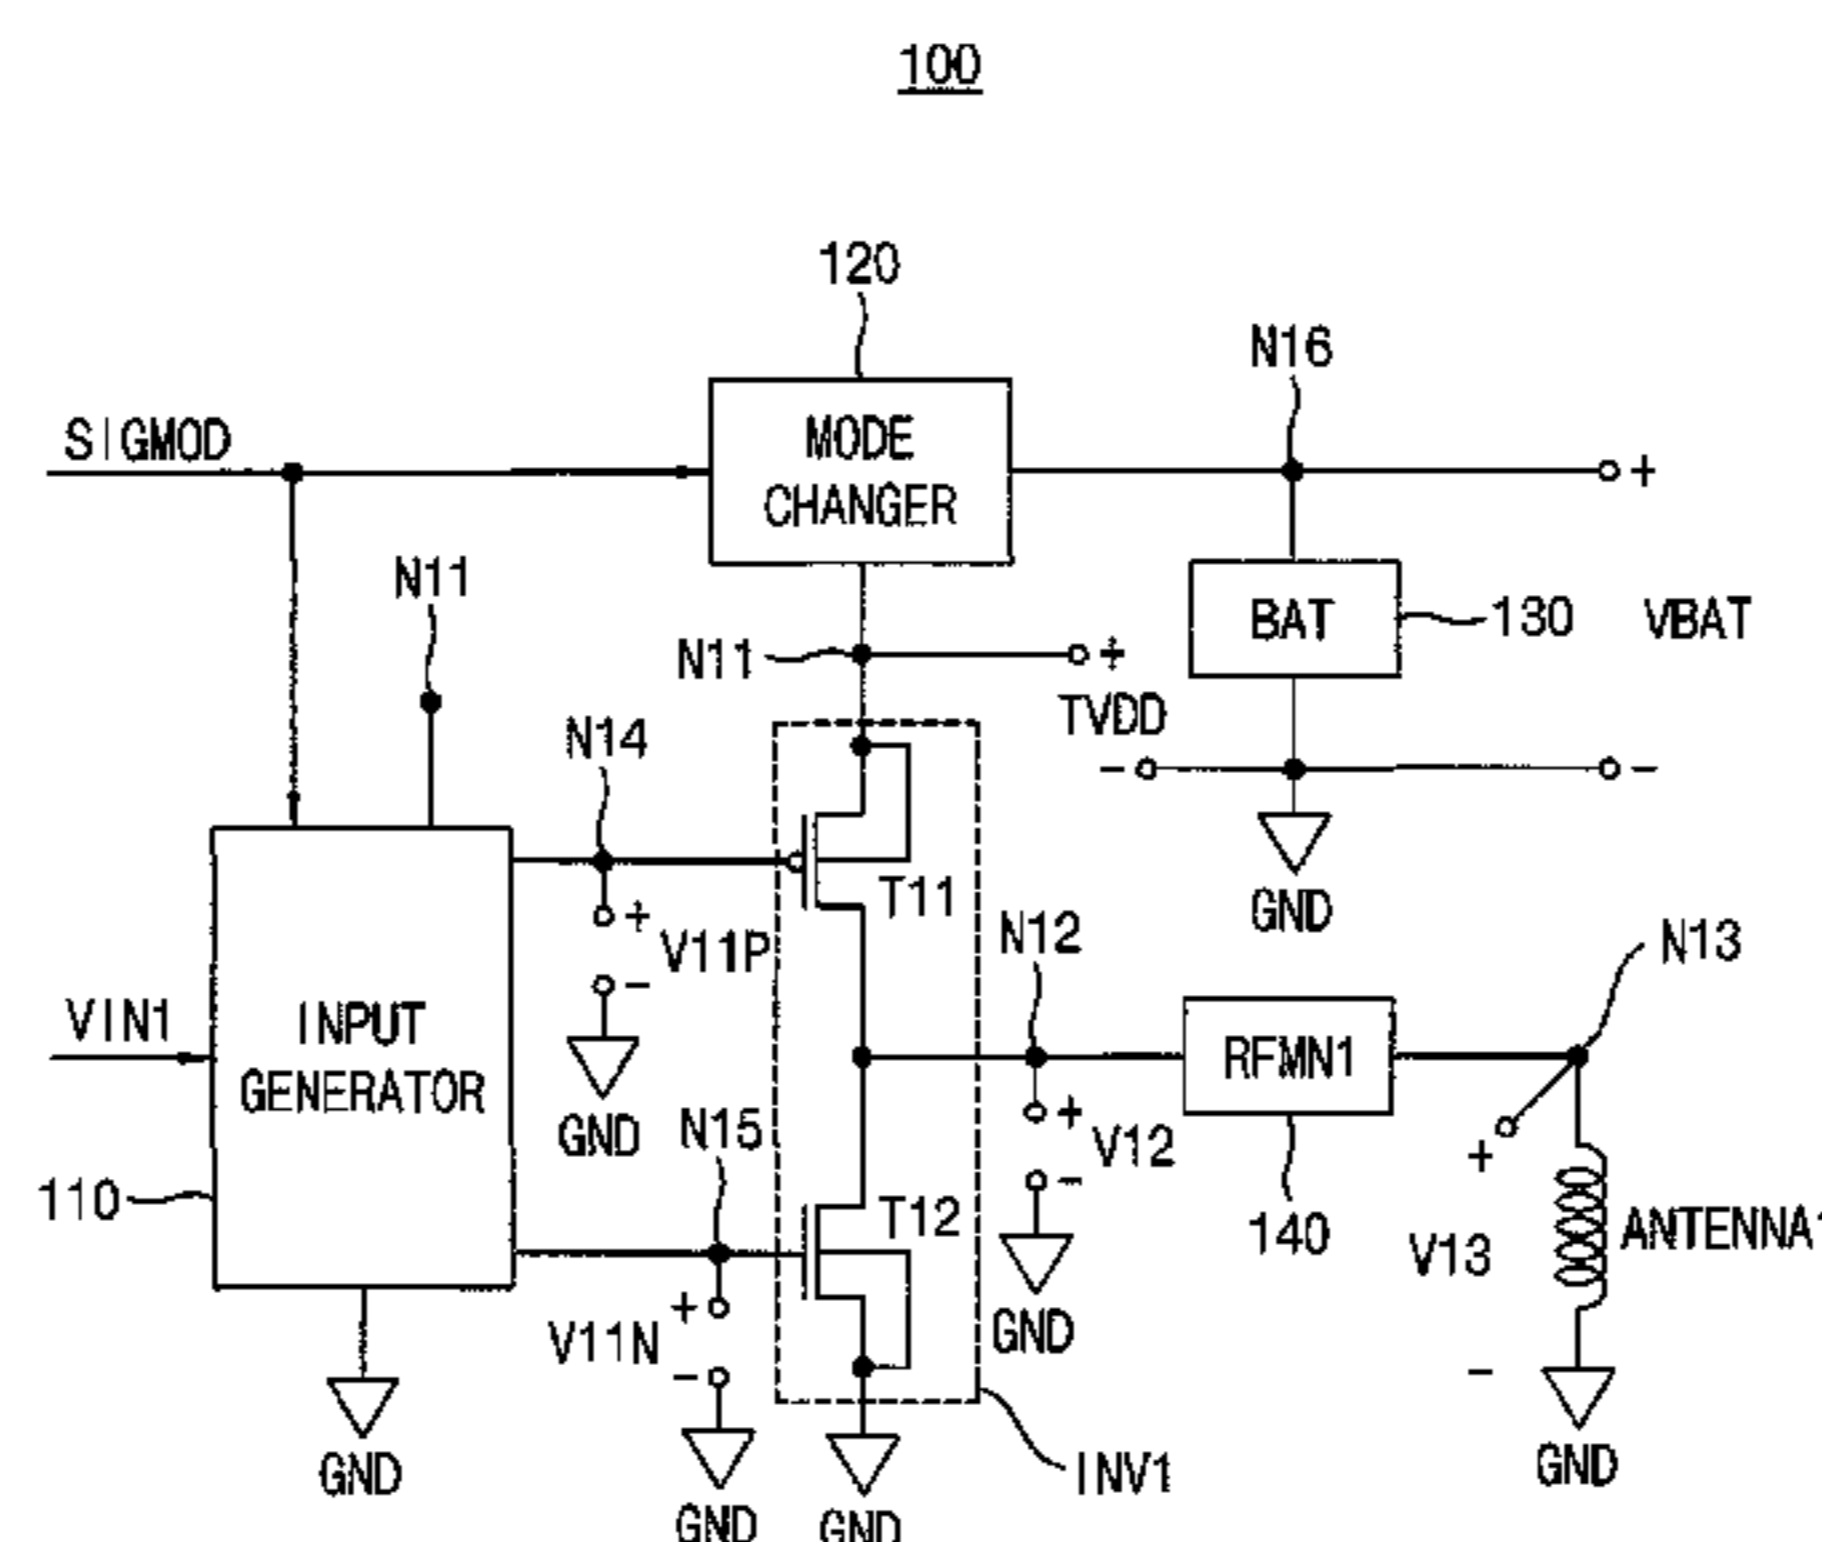 100
120
N16
SIGMOD
MODE
CHANGER
+
N11
N11
+
BAT
130
VBAT
TVDD
-
-
N14
GND
T11
N12
N13
+
V11P
-
VIN1
INPUT
GENERATOR
RFMN1
GND
N15
+
V12
-
+
110
T12
140
V13
ANTENNA1
+
V11N
-
GND
-
GND
INV1
GND
GND
GND